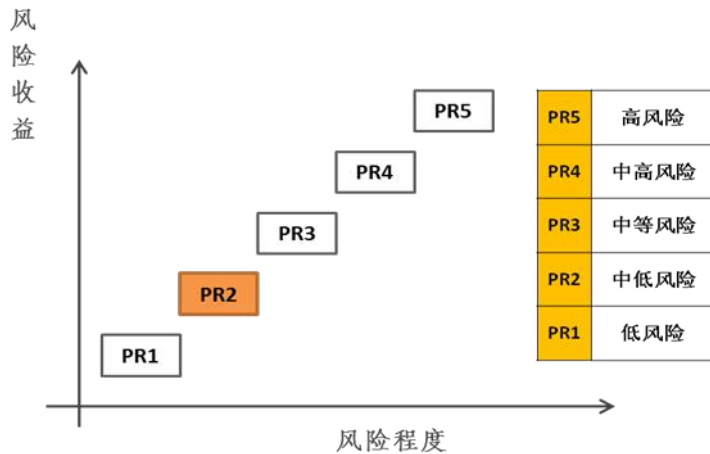 风险收益
PR5
PR4
PR3
PR2
PR1
风险程度
PR5 高风险
PR4 中高风险
PR3 中等风险
PR2 中低风险
PR1 低风险